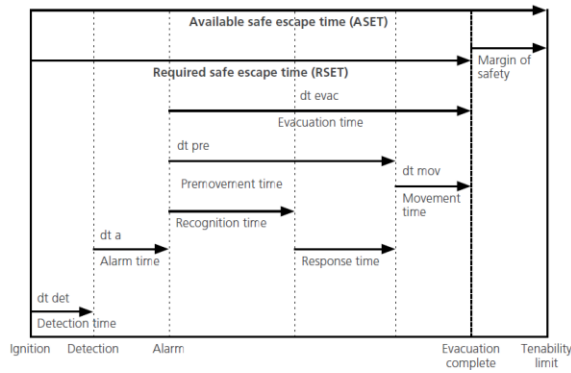 Available safe escape time (ASET)
Margin of
safety
Required safe escape time (RSET)
dt evac
Evacuation time
dt pre
Premovement time
dt mov
Movement
time
Recognition time
dt a
Alarm time
Response time
dt det
Detection time
Ignition
Detection
Alarm
Evacuation
complete
Tenability
limit